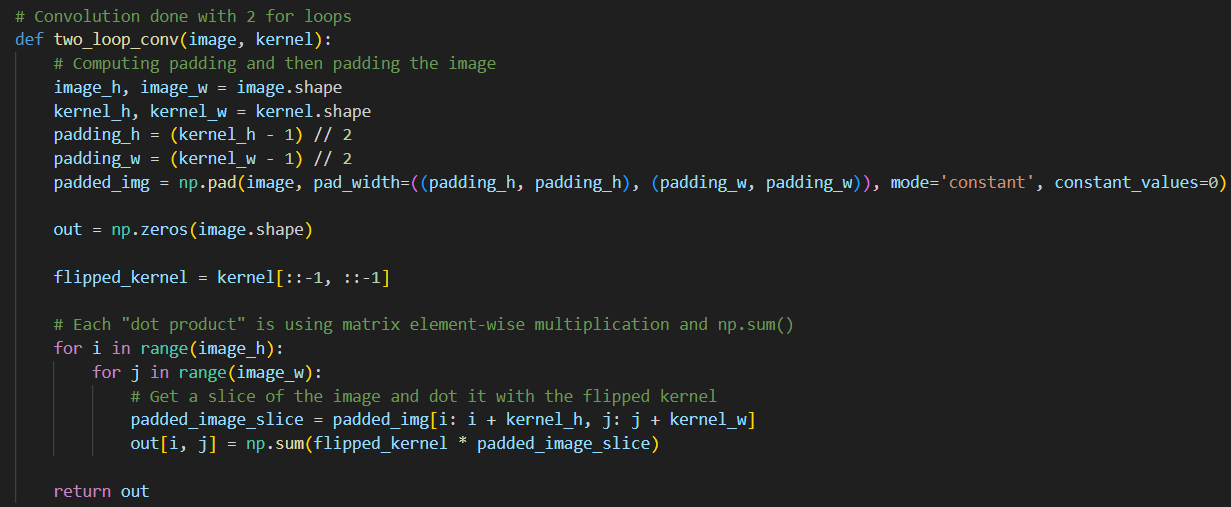 # Convolution done with 2 for loops
def two_loop_conv(image, kernel):
    # Computing padding and then padding the image
    image_h, image_w = image.shape
    kernel_h, kernel_w = kernel.shape
    padding_h = (kernel_h - 1) // 2
    padding_w = (kernel_w - 1) // 2
    padded_img = np.pad(image, pad_width=((padding_h, padding_h), (padding_w, padding_w)), mode='constant', constant_values=0)
    out = np.zeros(image.shape)
    flipped_kernel = kernel[::-1, ::-1]
    # Each "dot product" is using matrix element-wise multiplication and np.sum()
    for i in range(image_h):
        for j in range(image_w):
            # Get a slice of the image and dot it with the flipped kernel
            padded_image_slice = padded_img[i: i + kernel_h, j: j + kernel_w]
            out[i, j] = np.sum(flipped_kernel * padded_image_slice)
    return out